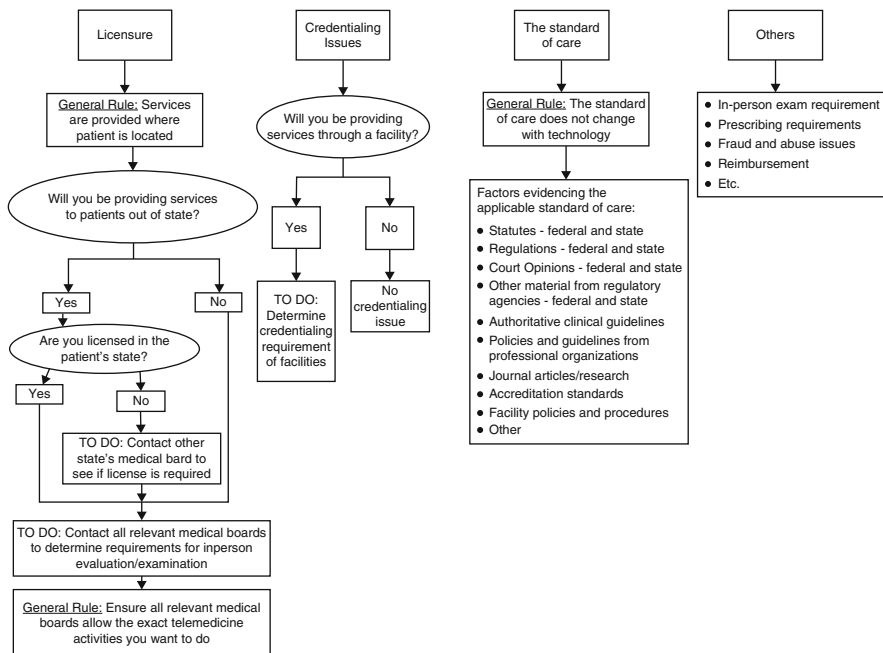 Licensure
General Rule: Services
are provided where
patient is located
Will you be providing services
to patients out of state?
Yes
No
Are you licensed in the
patient's state?
Yes
No
TO DO: Contact other
state's medical bard to
see if license is required
TO DO: Contact all relevant medical boards
to determine requirements for inperson
evaluation/examination
General Rule: Ensure all relevant medical
boards allow the exact telemedicine
activities you want to do
Credentialing
Issues
Will you be providing
services through a facility?
Yes
No
TO DO:
Determine
credentialing
requirement
of facilities
No
credentialing
issue
The standard
of care
General Rule: The standard
of care does not change
with technology
Factors evidencing the
applicable standard of care:
• Statutes - federal and state
• Regulations - federal and state
• Court Opinions - federal and state
• Other material from regulatory
agencies - federal and state
• Authoritative clinical guidelines
• Policies and guidelines from
professional organizations
• Journal articles/research
• Accreditation standards
• Facility policies and procedures
• Other
Others
• In-person exam requirement
• Prescribing requirements
• Fraud and abuse issues
• Reimbursement
• Etc.